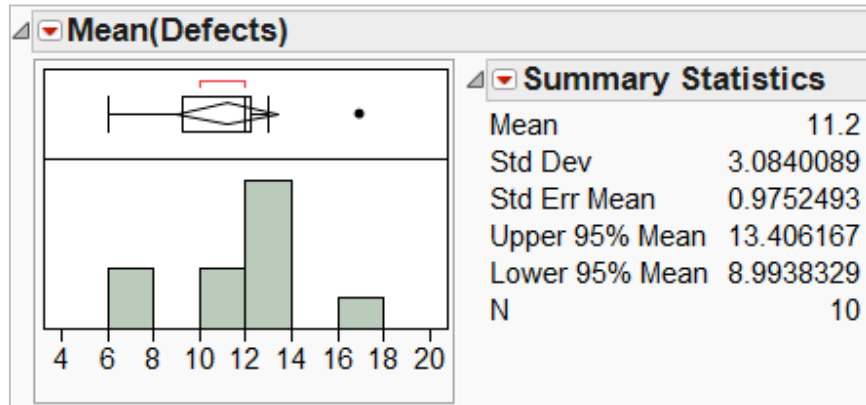 Mean(Defects)
Summary Statistics
Mean 11.2
Std Dev 3.0840089
Std Err Mean 0.9752493
Upper 95% Mean 13.406167
Lower 95% Mean 8.9938329
N 10
4 6 8 10 12 14 16 18 20